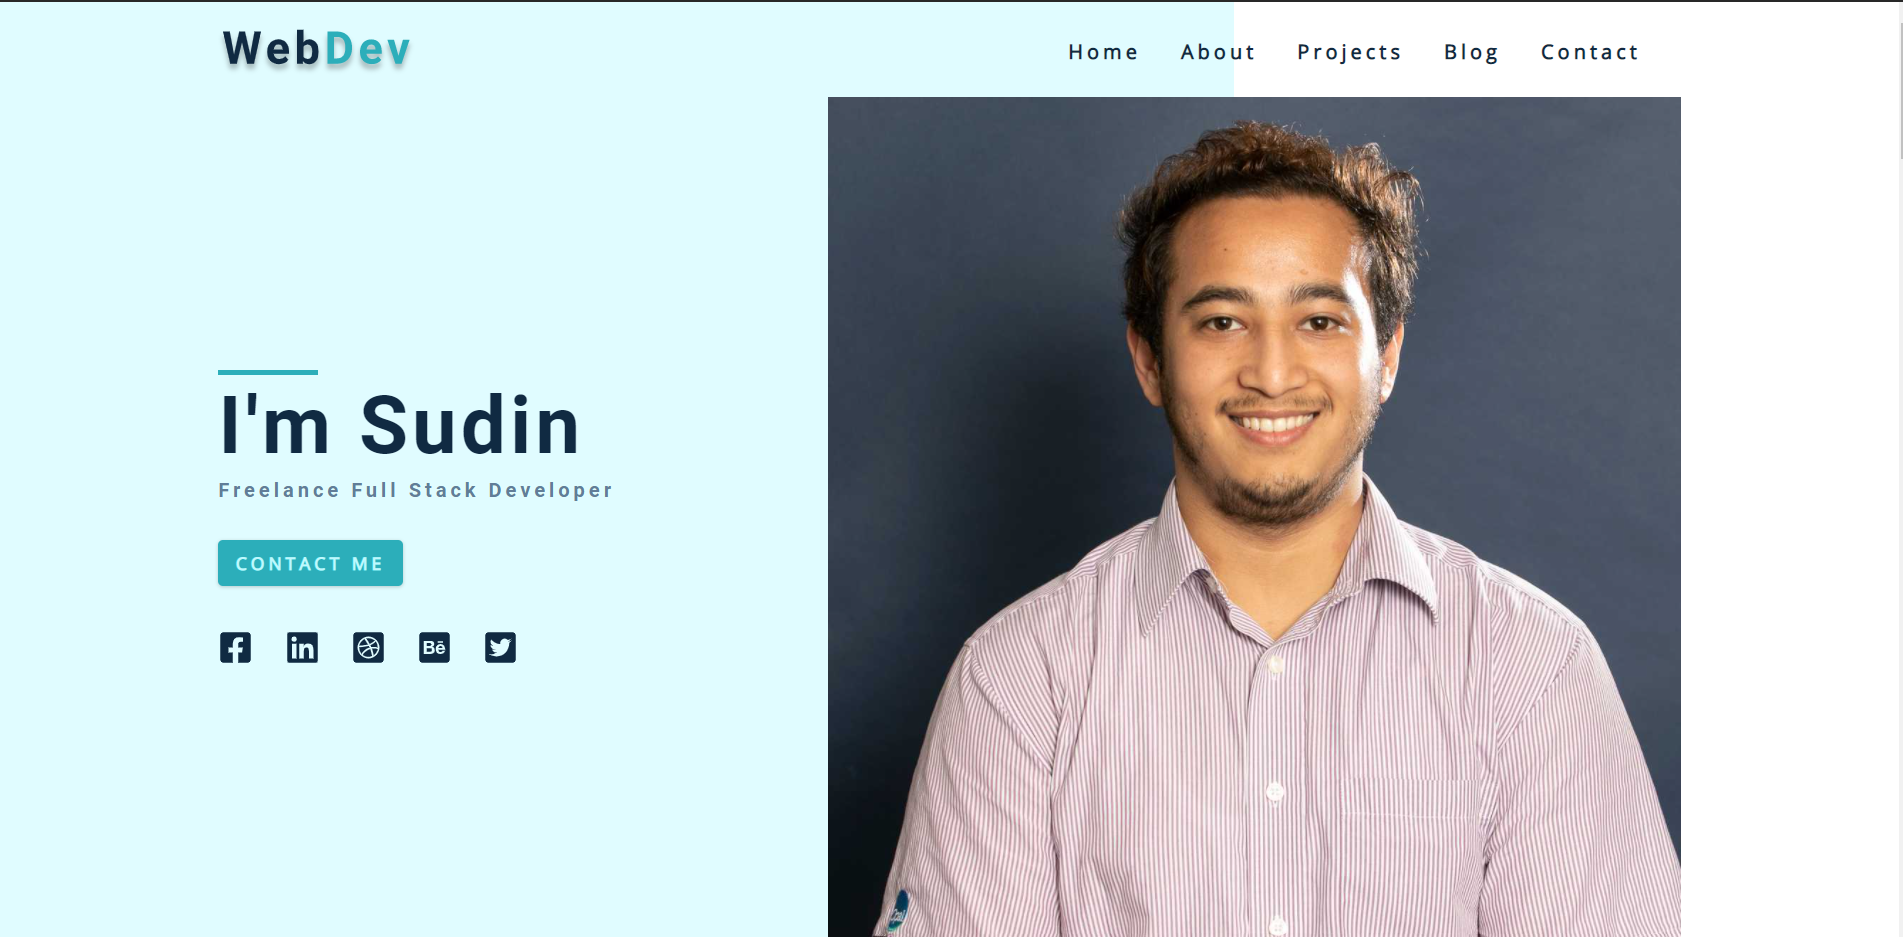 WebDev
Home About Projects Blog Contact
I'm Sudin
Freelance Full Stack Developer
CONTACT ME
Bē